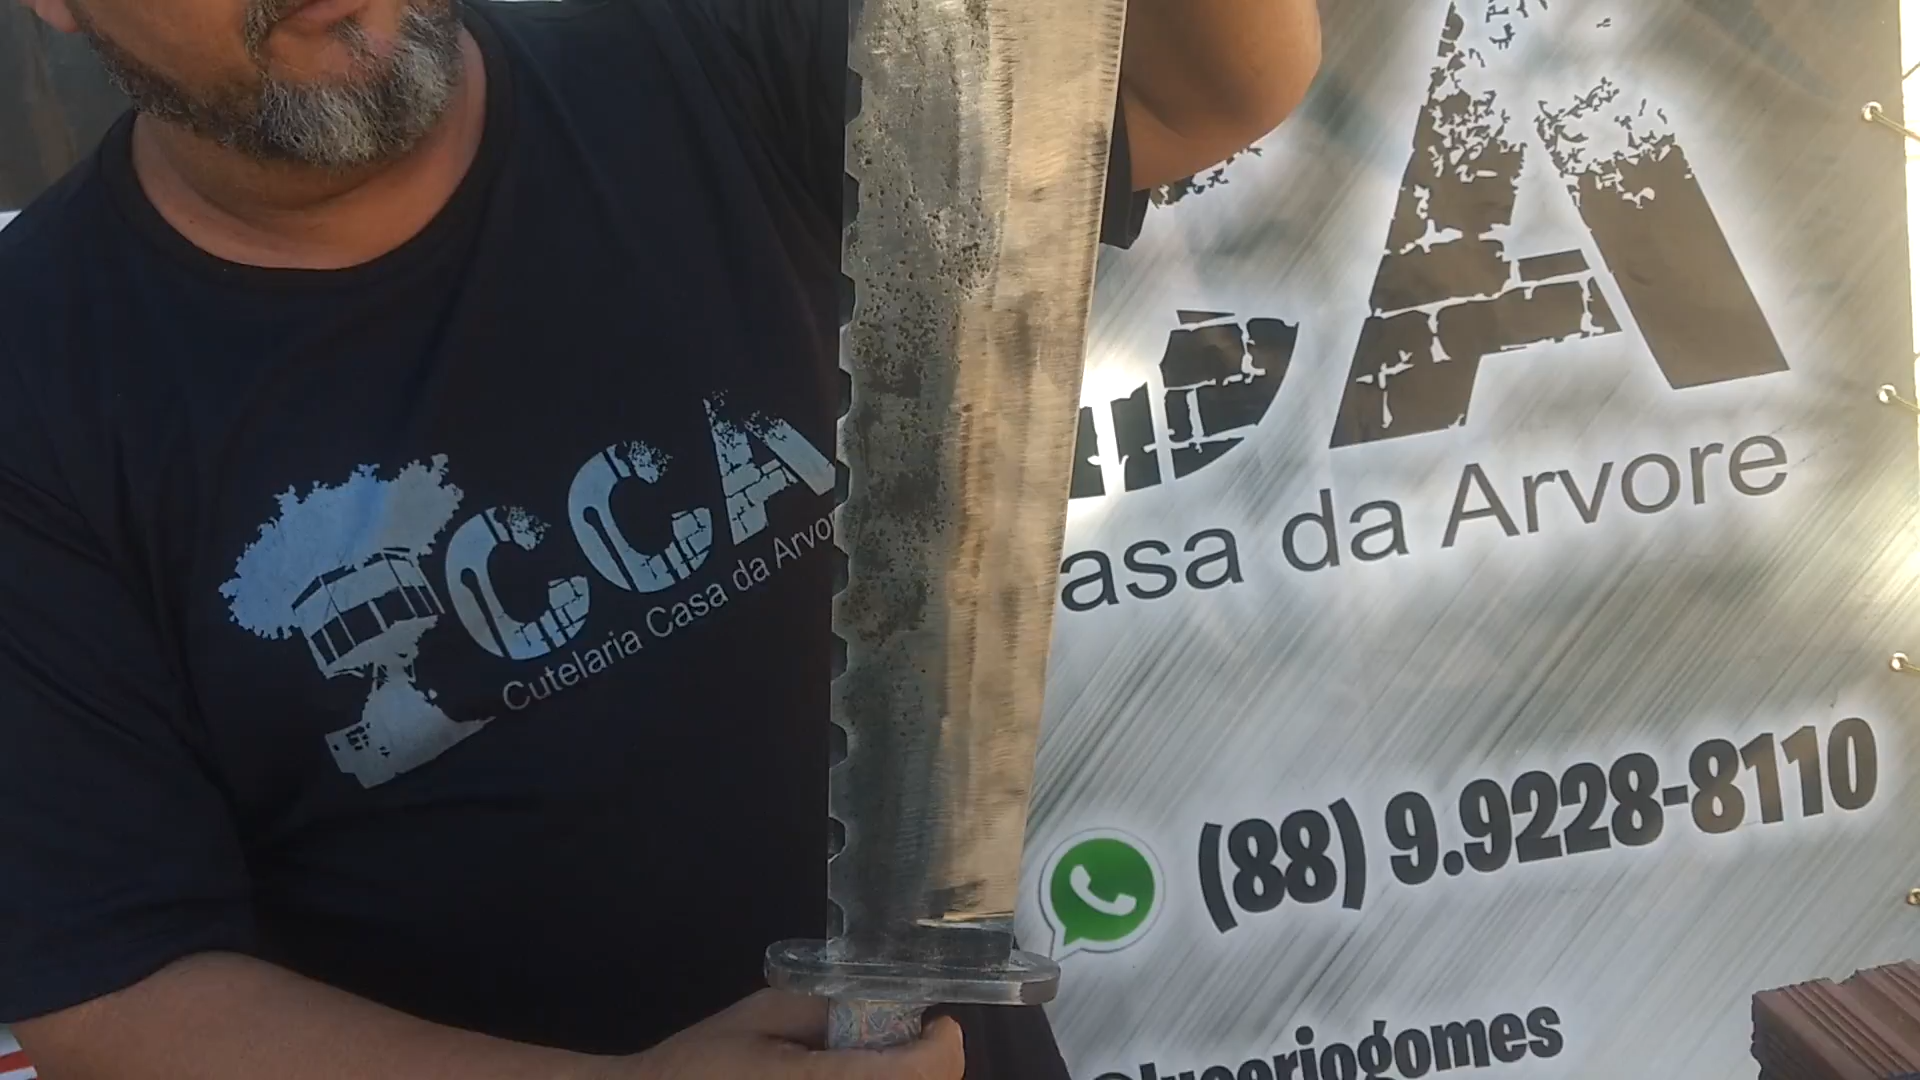 CCA
Cutelaria Casa da Arvor
A
asa da Arvore
(88) 9.9228-8110